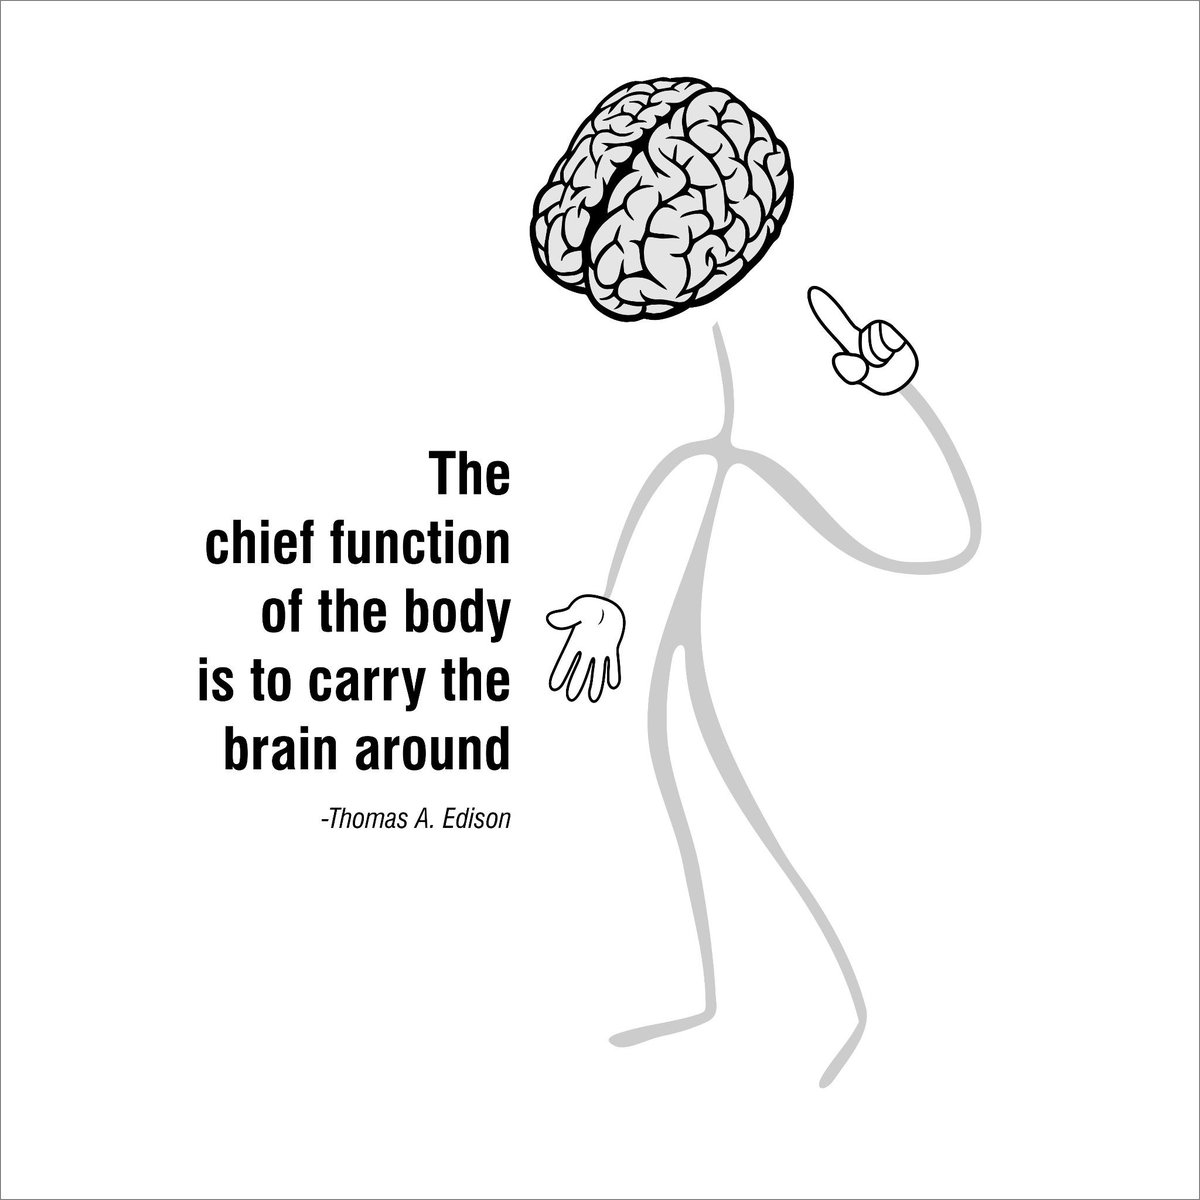 The
chief function
of the body
is to carry the
brain around
-Thomas A. Edison